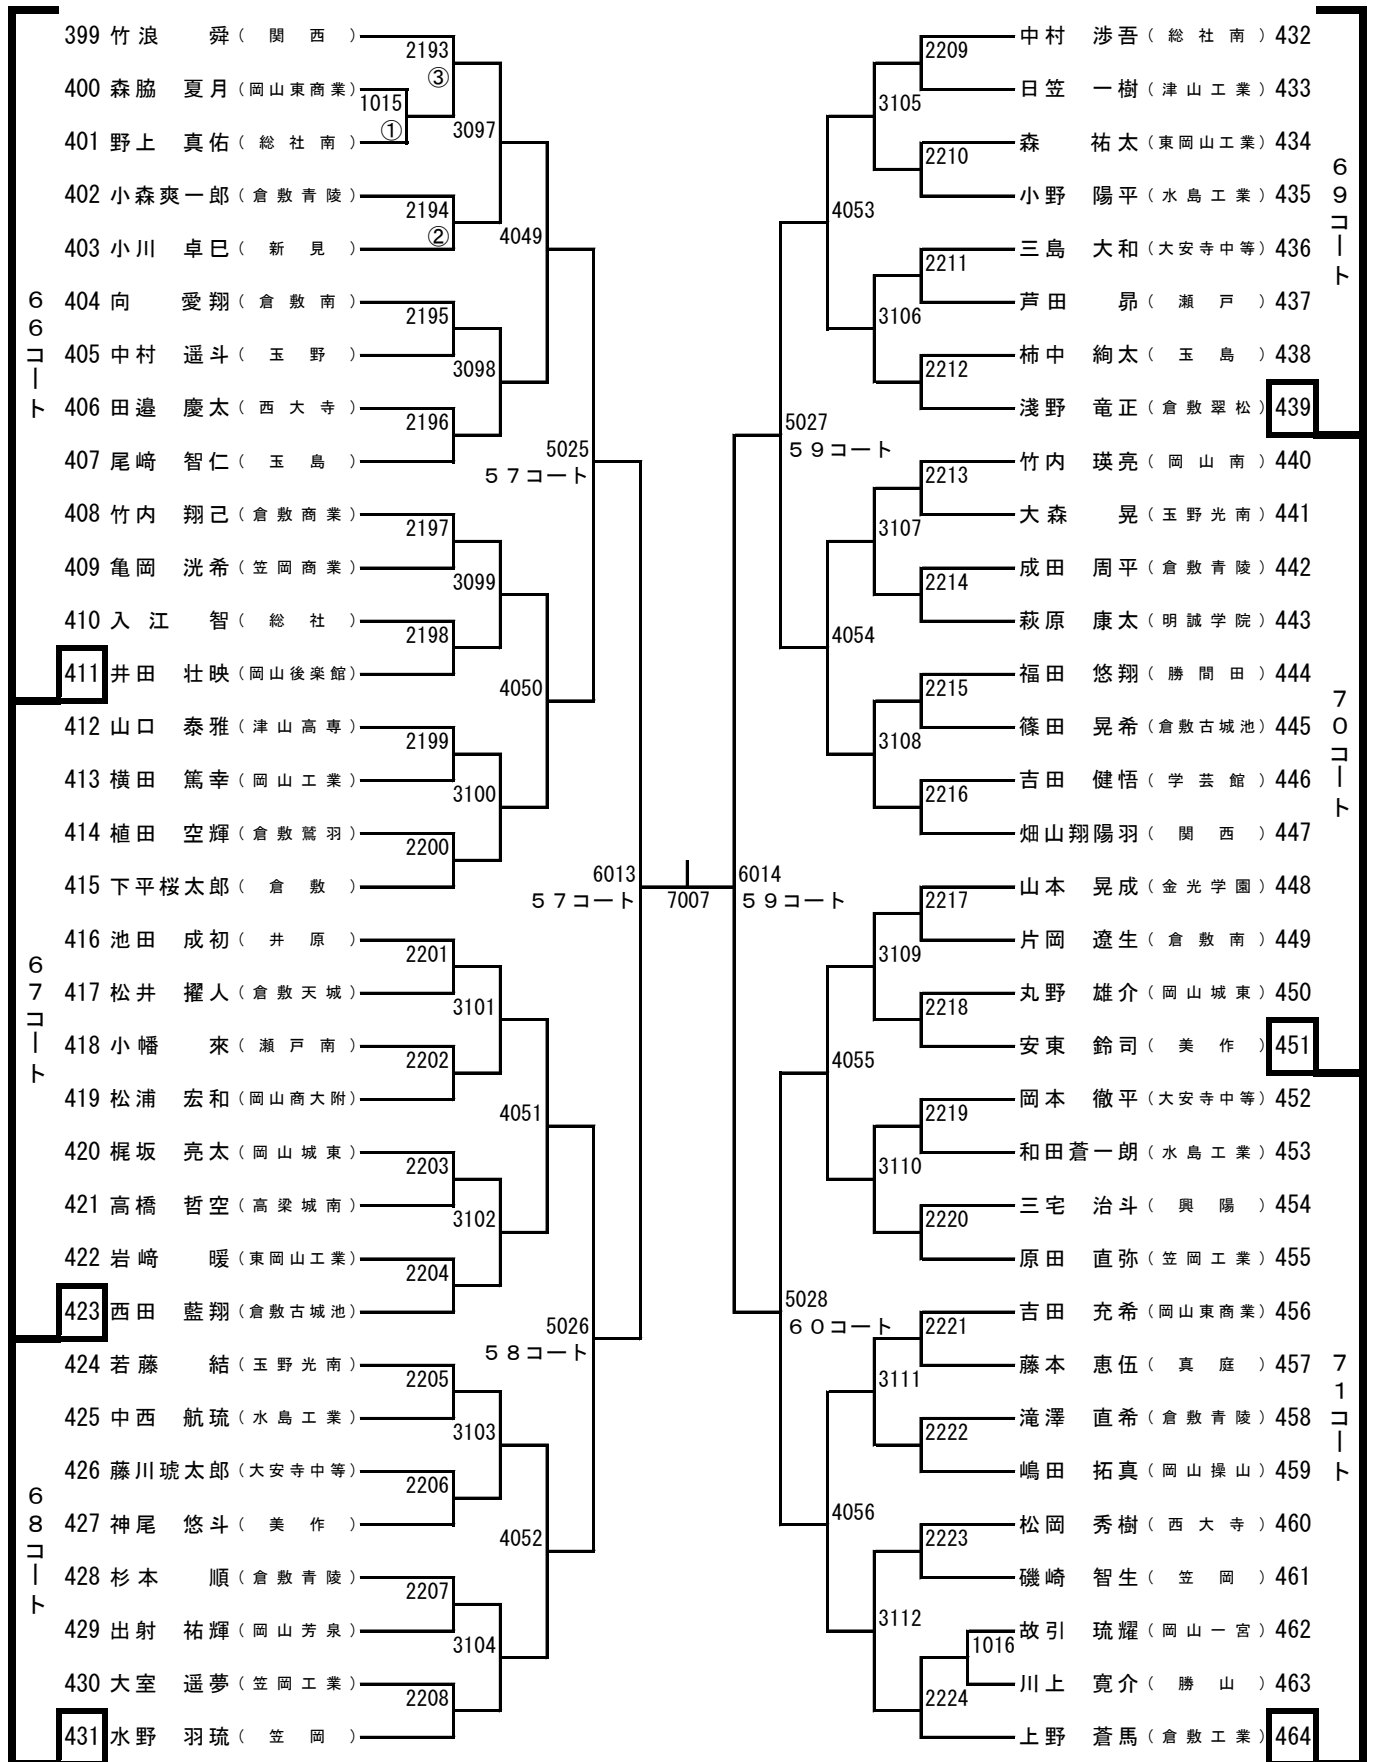 399 竹浪 舜（関西）
2193
③
400 森脇 夏月（岡山東商業）
1015
①
401 野上 真佑（総社南）
3097
402 小森爽一郎（倉敷青陵）
2194
②
403 小川 卓巳（新見）
4049
404 向 愛翔（倉敷南）
2195
405 中村 遥斗（玉野）
3098
406 田邉 慶太（西大寺）
2196
407 尾﨑 智仁（玉島）
5025
57コート
408 竹内 翔己（倉敷商業）
2197
409 亀岡 洸希（笠岡商業）
3099
410 入江 智（総社）
2198
411 井田 壮映（岡山後楽館）
4050
412 山口 泰雅（津山高専）
2199
413 横田 篤幸（岡山工業）
3100
414 植田 空輝（倉敷鷲羽）
2200
415 下平桜太郎（倉敷）
6013
57コート
416 池田 成初（井原）
2201
417 松井 擢人（倉敷天城）
3101
418 小幡 來（瀬戸南）
2202
419 松浦 宏和（岡山商大附）
4051
420 梶坂 亮太（岡山城東）
2203
421 高橋 哲空（高梁城南）
3102
422 岩﨑 暖（東岡山工業）
2204
423 西田 藍翔（倉敷古城池）
5026
58コート
424 若藤 結（玉野光南）
2205
425 中西 航琉（水島工業）
3103
426 藤川琥太郎（大安寺中等）
2206
427 神尾 悠斗（美作）
4052
428 杉本 順（倉敷青陵）
2207
429 出射 祐輝（岡山芳泉）
3104
430 大室 遥夢（笠岡工業）
2208
431 水野 羽琉（笠岡）
66コート
67コート
68コート
7007
中村 渉吾（総社南）432
2209
日笠 一樹（津山工業）433
3105
森 祐太（東岡山工業）434
2210
小野 陽平（水島工業）435
4053
三島 大和（大安寺中等）436
2211
芦田 昴（瀬戸）437
3106
柿中 絢太（玉島）438
2212
淺野 竜正（倉敷翠松）439
5027
59コート
竹内 瑛亮（岡山南）440
2213
大森 晃（玉野光南）441
3107
成田 周平（倉敷青陵）442
2214
萩原 康太（明誠学院）443
4054
福田 悠翔（勝間田）444
2215
篠田 晃希（倉敷古城池）445
3108
吉田 健悟（学芸館）446
2216
畑山翔陽羽（関西）447
6014
59コート
山本 晃成（金光学園）448
2217
片岡 遼生（倉敷南）449
3109
丸野 雄介（岡山城東）450
2218
安東 鈴司（美作）451
4055
岡本 徹平（大安寺中等）452
2219
和田蒼一朗（水島工業）453
3110
三宅 治斗（興陽）454
2220
原田 直弥（笠岡工業）455
5028
60コート
吉田 充希（岡山東商業）456
2221
藤本 恵伍（真庭）457
3111
滝澤 直希（倉敷青陵）458
2222
嶋田 拓真（岡山操山）459
4056
松岡 秀樹（西大寺）460
2223
磯崎 智生（笠岡）461
3112
故引 琉耀（岡山一宮）462
1016
川上 寛介（勝山）463
2224
上野 蒼馬（倉敷工業）464
69コート
70コート
71コート